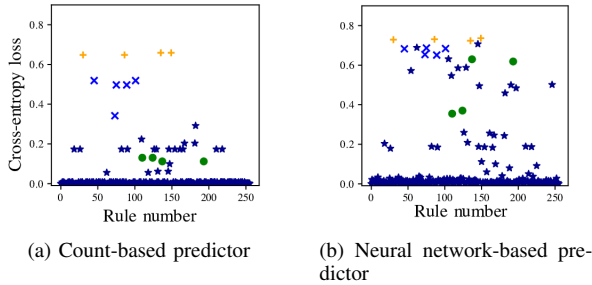 0.8
0.6
0.4
0.2
0.0
Cross-entropy loss
0 50 100 150 200 250
Rule number
(a) Count-based predictor
0.8
0.6
0.4
0.2
0.0
0 50 100 150 200 250
Rule number
(b) Neural network-based pre-
dictor